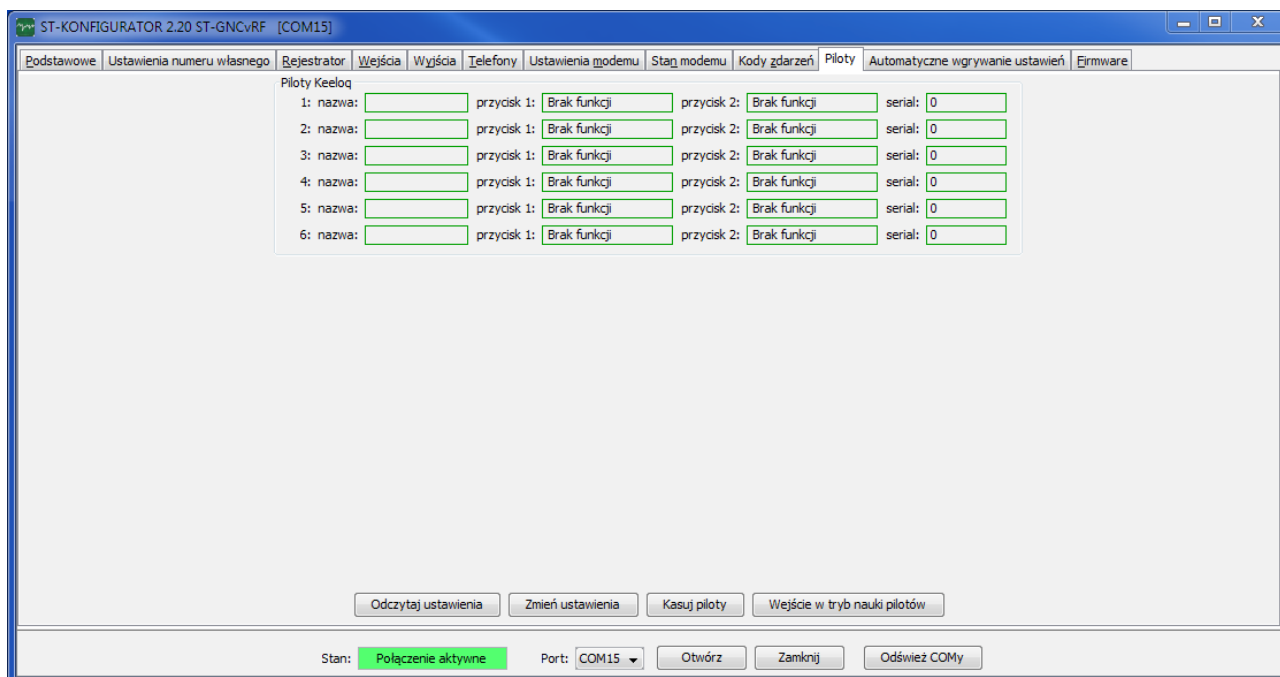 ST-KONFIGURATOR 2.20 ST-GNCvRF [COM15]
Podstawowe Ustawienia numeru własnego Rejestrator Wejścia Wyjścia Telefony Ustawienia modemu Stan modemu Kody zdarzeń Piloty Automatyczne wgrywanie ustawień Firmware
Piloty Keeloq
1: nazwa: przycisk 1: Brak funkcji przycisk 2: Brak funkcji serial: 0
2: nazwa: przycisk 1: Brak funkcji przycisk 2: Brak funkcji serial: 0
3: nazwa: przycisk 1: Brak funkcji przycisk 2: Brak funkcji serial: 0
4: nazwa: przycisk 1: Brak funkcji przycisk 2: Brak funkcji serial: 0
5: nazwa: przycisk 1: Brak funkcji przycisk 2: Brak funkcji serial: 0
6: nazwa: przycisk 1: Brak funkcji przycisk 2: Brak funkcji serial: 0
Odczytaj ustawienia Zmień ustawienia Kasuj piloty Wejście w tryb nauki pilotów
Stan: Połączenie aktywne Port: COM15 Otwórz Zamknij Odśwież COMy